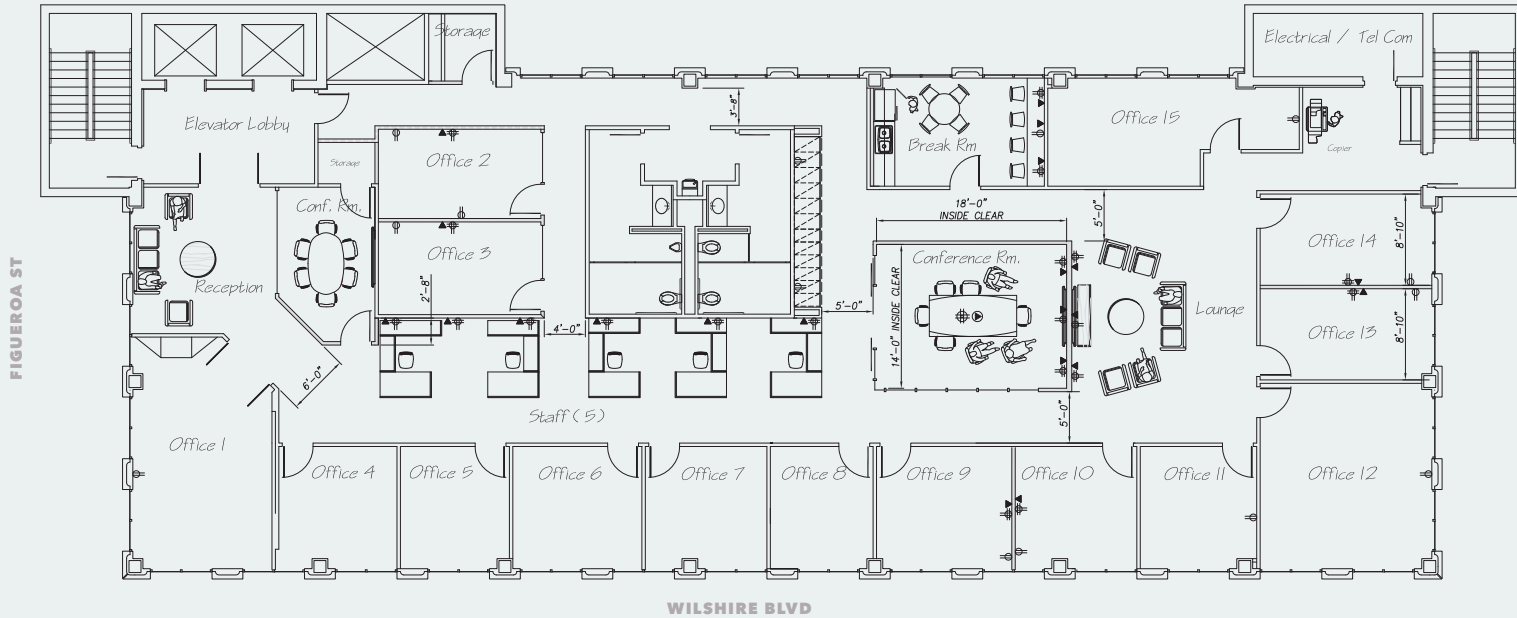 Storage
Electrical / Tel Com
Elevator Lobby
3'-8"
Office 15
Break Rm
Copier
Office 2
Storage
18'-0"
INSIDE CLEAR
5'-0"
Conf. Rm.
8'-10"
Office 14
Office 3
Conference Rm.
FIGUEROA ST
Reception
2'-8"
14'-0" INSIDE CLEAR
5'-0"
Lounge
Office 13
8'-10"
4'-0"
6'-0"
Staff (5)
5'-0"
Office 1
Office 4
Office 5
Office 6
Office 7
Office 8
Office 9
Office 10
Office 11
Office 12
WILSHIRE BLVD